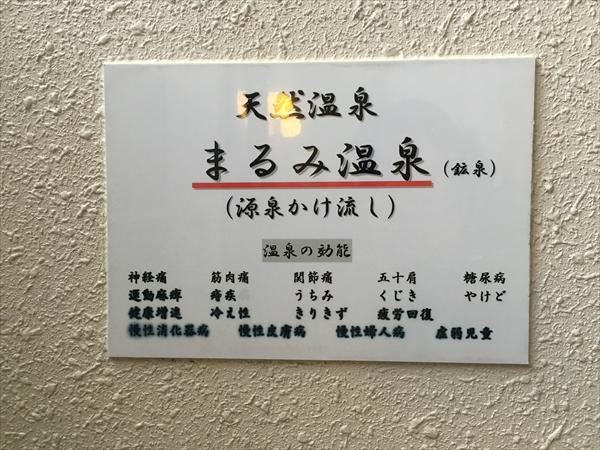 天然温泉
まるみ温泉(鉱泉)
(源泉かけ流し)
温泉の効能
神経痛 筋肉痛 関節痛 五十肩 糖尿病
運動麻痺 痔疾 うちみ くじき やけど
健康増進 冷え性 きりきず 疲労回復
慢性消化器病 慢性皮膚病 慢性婦人病 虚弱児童